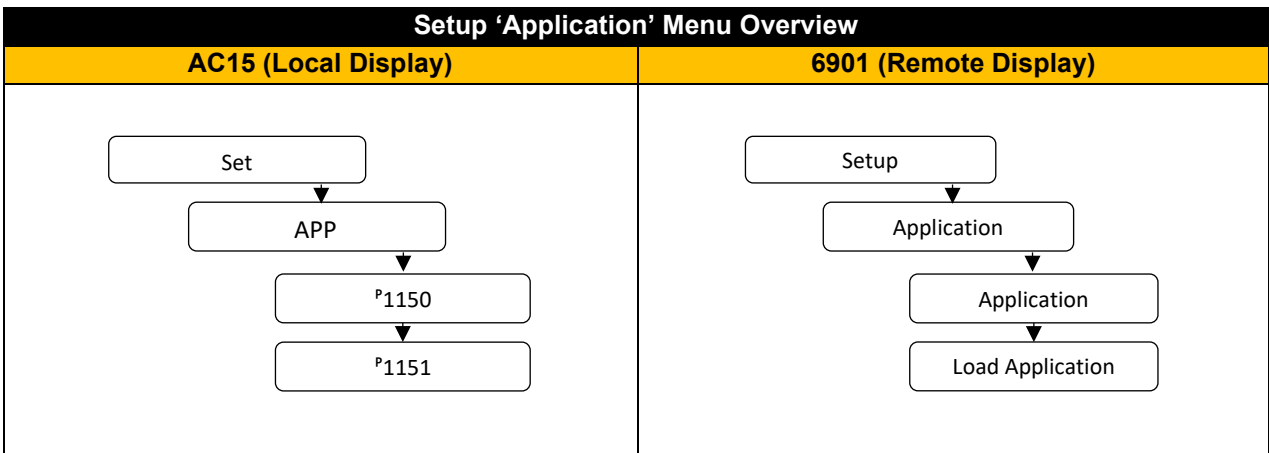 Setup ‘Application’ Menu Overview
AC15 (Local Display)
6901 (Remote Display)
Set
APP
ᴾ1150
ᴾ1151
Setup
Application
Application
Load Application